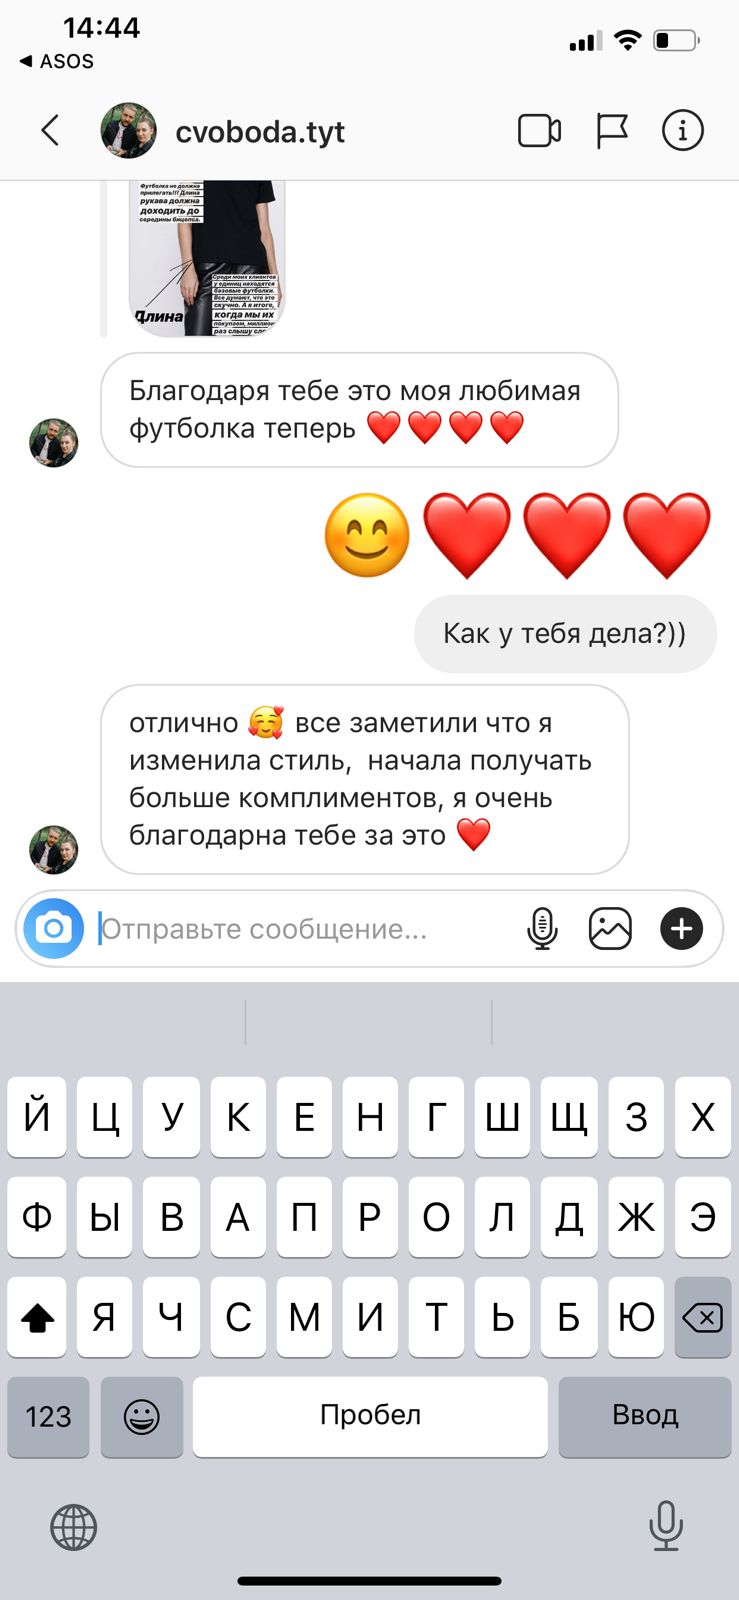 14:44
◀ ASOS
cvoboda.tyt
Футболка не должна
прилегать!!! Длина
рукава должна
доходить до
середины бицепса.
Среди моих клиентов
у единиц находятся
базовые футболки.
Все думают, что это
скучно. А в итоге,
когда мы их
покупаем, миллион
раз слышу
Длина
Благодаря тебе это моя любимая
футболка теперь ❤️❤️❤️❤️
😊❤️❤️❤️
Как у тебя дела?))
отлично 🥰 все заметили что я
изменила стиль,  начала получать
больше комплиментов, я очень
благодарна тебе за это ❤️
Отправьте сообщение...
Й Ц У К Е Н Г Ш Щ З Х
Ф Ы В А П Р О Л Д Ж Э
Я Ч С М И Т Ь Б Ю
123 Пробел Ввод